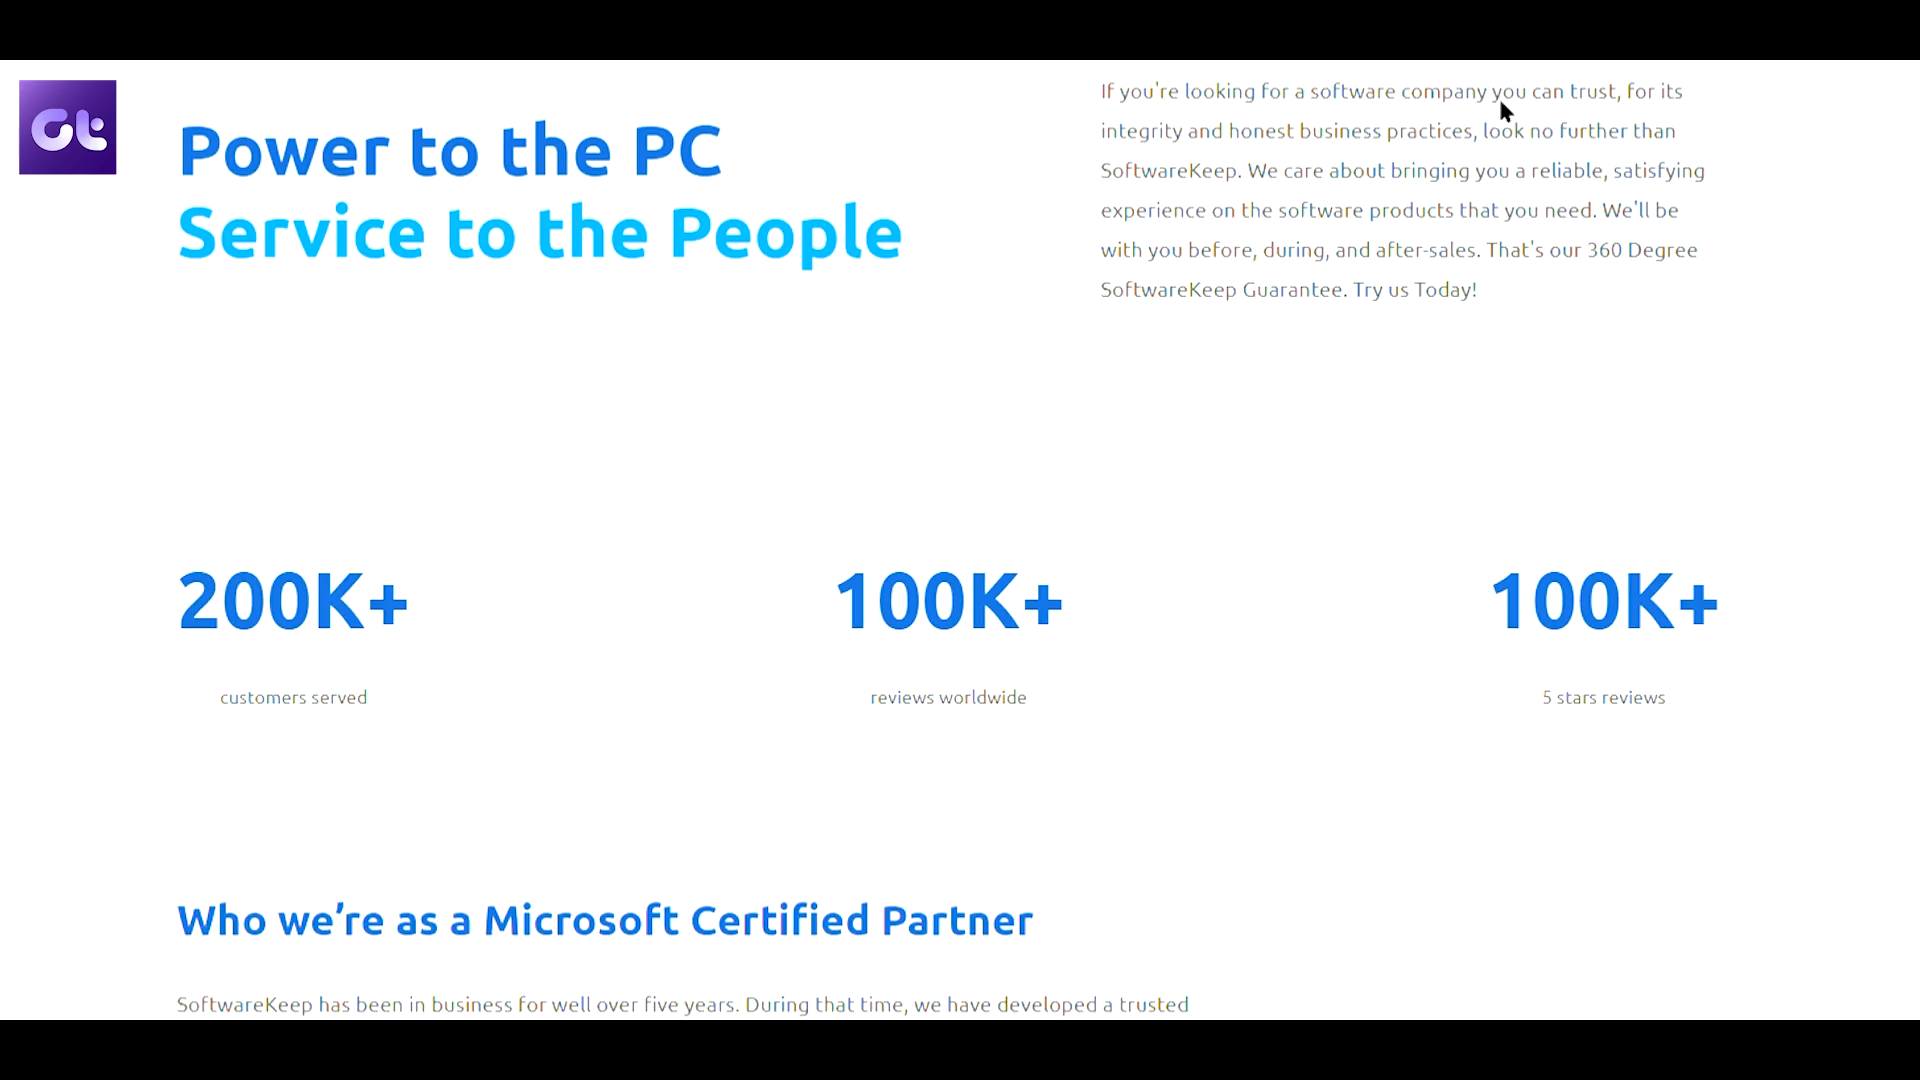 Gt
Power to the PC
Service to the People
If you're looking for a software company you can trust, for its
integrity and honest business practices, look no further than
SoftwareKeep. We care about bringing you a reliable, satisfying
experience on the software products that you need. We'll be
with you before, during, and after-sales. That's our 360 Degree
SoftwareKeep Guarantee. Try us Today!
200K+
customers served
100K+
reviews worldwide
100K+
5 stars reviews
Who we’re as a Microsoft Certified Partner
SoftwareKeep has been in business for well over five years. During that time, we have developed a trusted